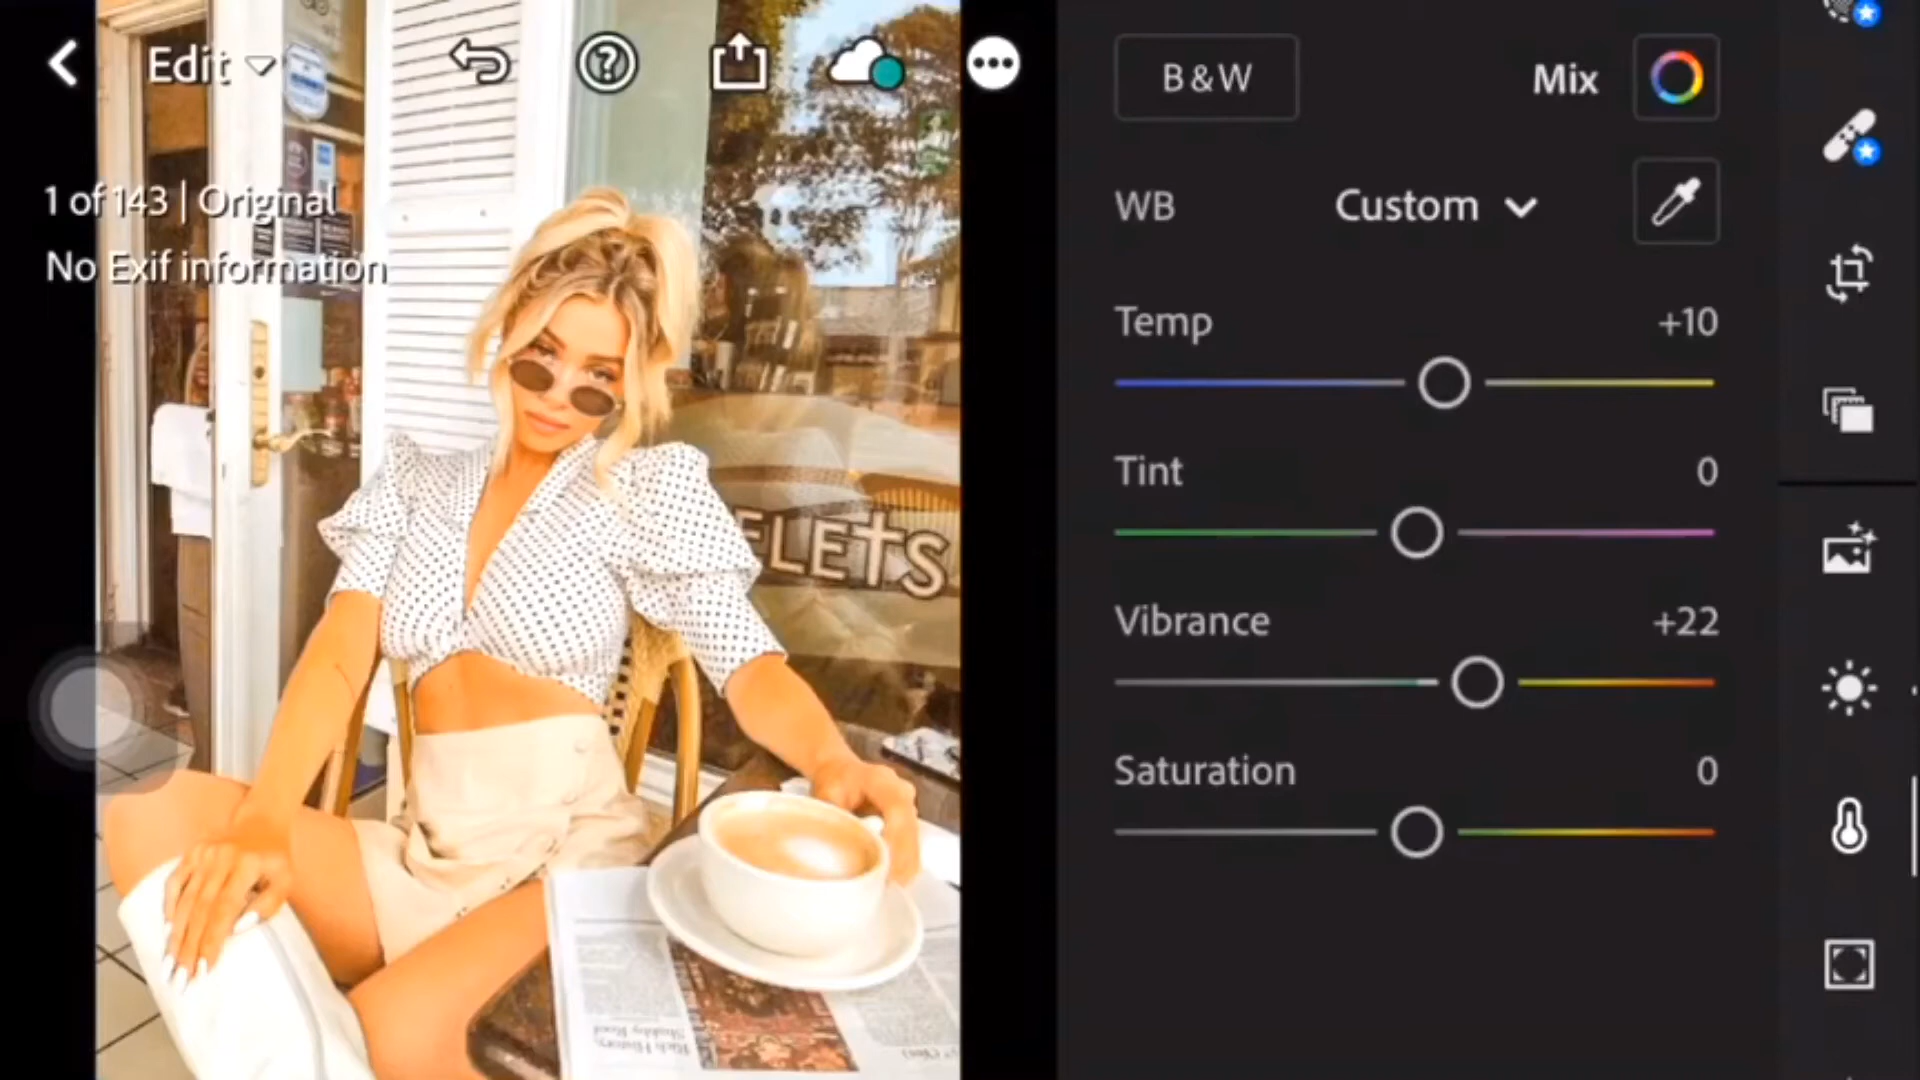 Edit
1 of 143 | Original
No Exif information
ELETS
B&W
Mix
WB
Custom
Temp
+10
Tint
0
Vibrance
+22
Saturation
0